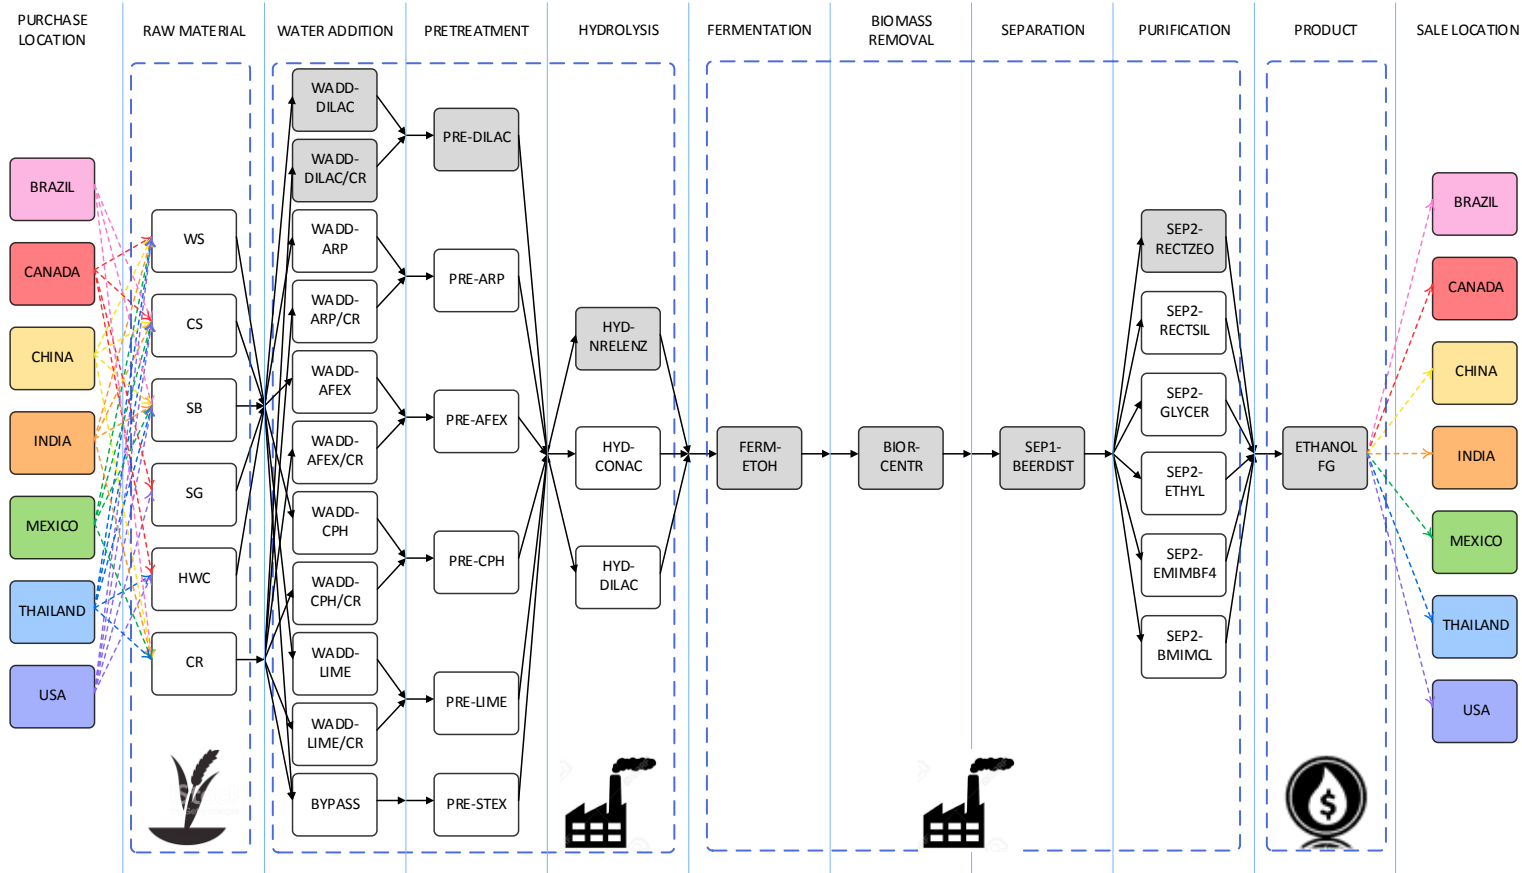 PURCHASE
LOCATION
RAW MATERIAL
WATER ADDITION
PRETREATMENT
HYDROLYSIS
FERMENTATION
BIOMASS
REMOVAL
SEPARATION
PURIFICATION
PRODUCT
SALE LOCATION
BRAZIL
CANADA
CHINA
INDIA
MEXICO
THAILAND
USA
WS
CS
SB
SG
HWC
CR
WADD-
DILAC
WADD-
DILAC/CR
WADD-
ARP
WADD-
ARP/CR
WADD-
AFEX
WADD-
AFEX/CR
WADD-
CPH
WADD-
CPH/CR
WADD-
LIME
WADD-
LIME/CR
BYPASS
PRE-DILAC
PRE-ARP
PRE-AFEX
PRE-CPH
PRE-LIME
PRE-STEX
HYD-
NRELENZ
HYD-
CONAC
HYD-
DILAC
FERM-
ETOH
BIOR-
CENTR
SEP1-
BEERDIST
SEP2-
RECTZEO
SEP2-
RECTSIL
SEP2-
GLYCER
SEP2-
ETHYL
SEP2-
EMIMBF4
SEP2-
BMIMCL
ETHANOL
FG
$
BRAZIL
CANADA
CHINA
INDIA
MEXICO
THAILAND
USA